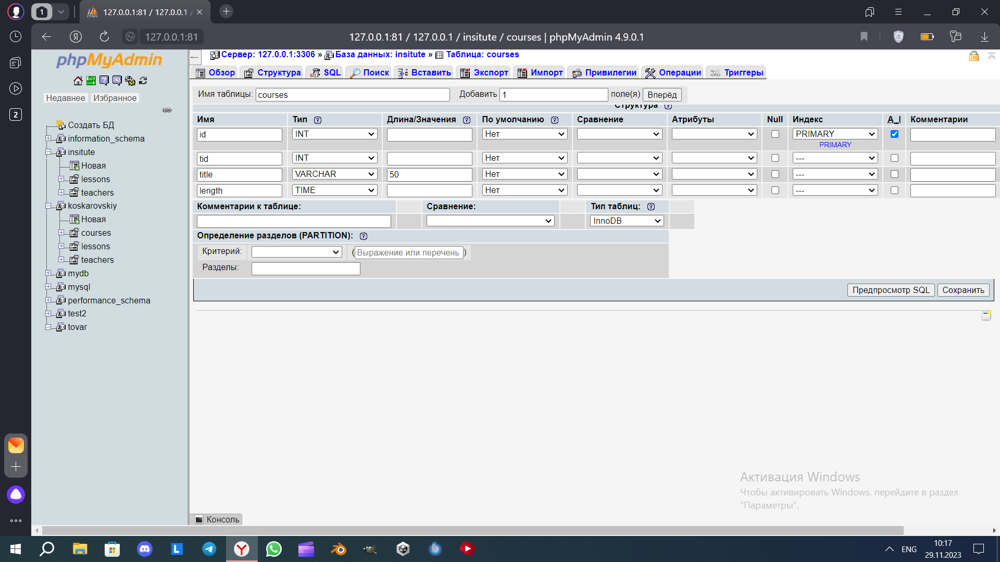 1
127.0.0.1:81 / 127.0.0.1 /
127.0.0.1:81
127.0.0.1:81 / 127.0.0.1 / insitute / courses | phpMyAdmin 4.9.0.1
2
phpMyAdmin
Недавнее Избранное
Создать БД
information_schema
insitute
Новая
lessons
teachers
koskarovskiy
Новая
courses
lessons
teachers
mydb
mysql
performance_schema
test2
tovar
Сервер: 127.0.0.1:3306 » База данных: insitute » Таблица: courses
Обзор Структура SQL Поиск Вставить Экспорт Импорт Привилегии Операции Триггеры
Имя таблицы: courses Добавить 1 поле(я) Вперёд
Структура
Имя Тип Длина/Значения По умолчанию Сравнение Атрибуты Null Индекс A_I Комментарии
id INT Нет PRIMARY
PRIMARY
tid INT Нет ---
title VARCHAR 50 Нет ---
length TIME Нет ---
Комментарии к таблице: Сравнение: Тип таблиц:
InnoDB
Определение разделов (PARTITION):
Критерий: (Выражение или перечень)
Разделы:
Предпросмотр SQL Сохранить
Активация Windows
Чтобы активировать Windows, перейдите в раздел
"Параметры".
Консоль
ENG
10:17
29.11.2023